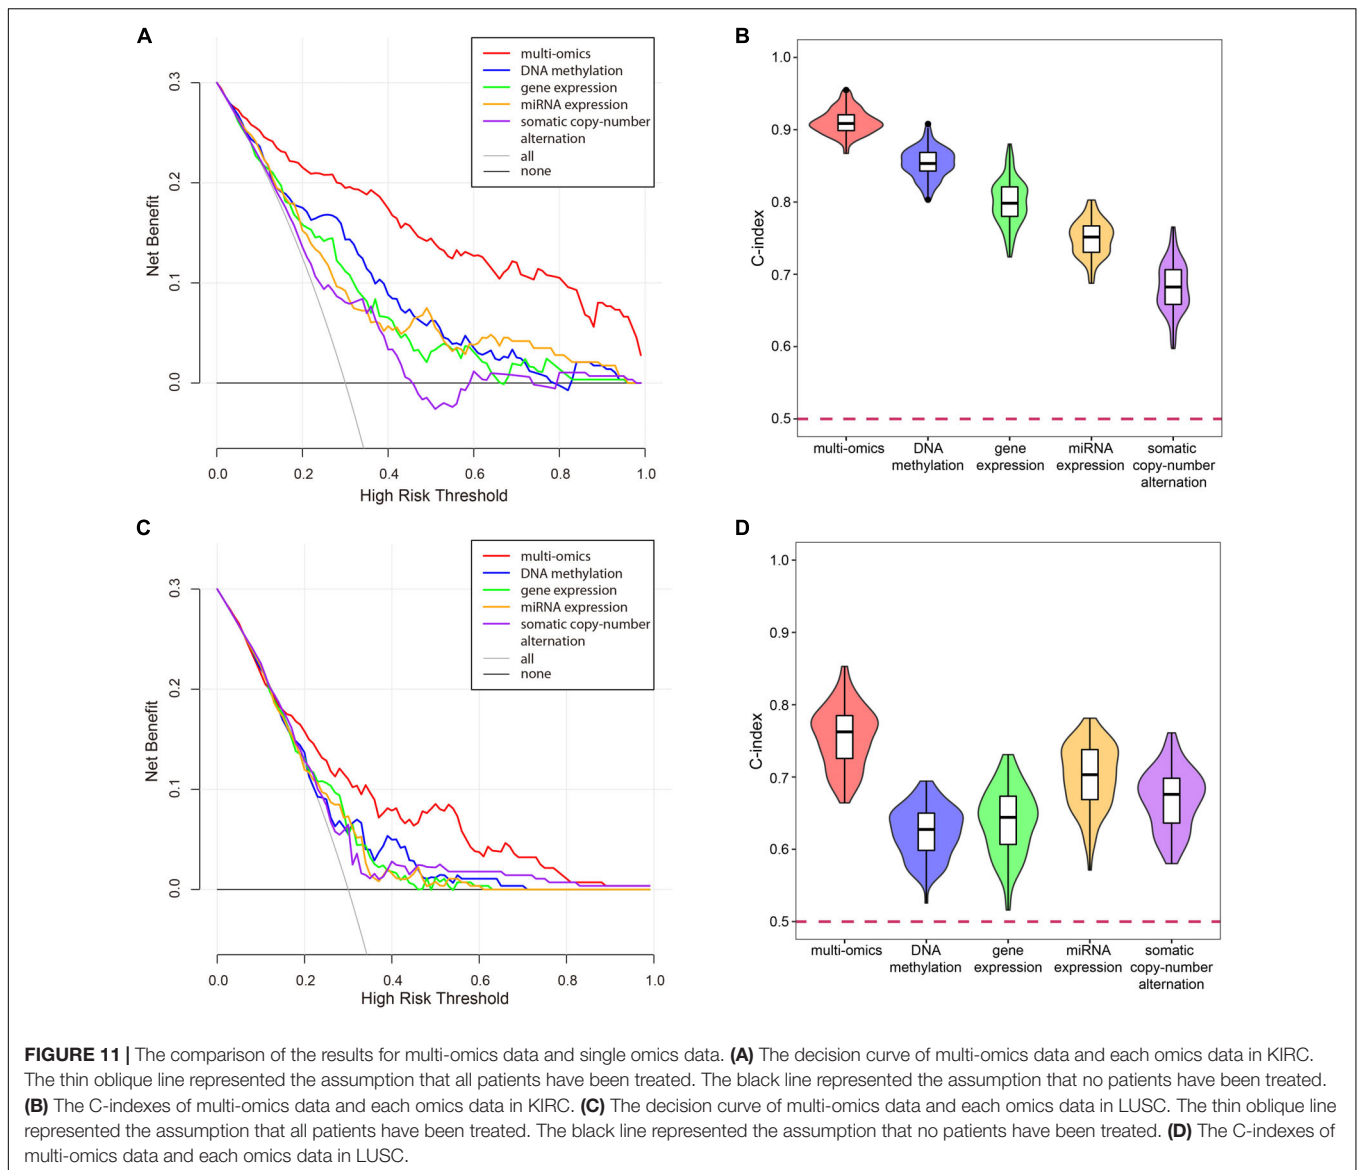 A
multi-omics
DNA methylation
gene expression
miRNA expression
somatic copy-number
alternation
all
none
0.3
0.2
0.1
0.0
Net Benefit
0.0 0.2 0.4 0.6 0.8 1.0
High Risk Threshold
B
1.0
0.9
0.8
0.7
0.6
0.5
C-index
multi-omics DNA methylation gene expression miRNA expression somatic copy-number alternation
C
multi-omics
DNA methylation
gene expression
miRNA expression
somatic copy-number
alternation
all
none
0.3
0.2
0.1
0.0
Net Benefit
0.0 0.2 0.4 0.6 0.8 1.0
High Risk Threshold
D
1.0
0.9
0.8
0.7
0.6
0.5
C-index
multi-omics DNA methylation gene expression miRNA expression somatic copy-number alternation
FIGURE 11 | The comparison of the results for multi-omics data and single omics data. (A) The decision curve of multi-omics data and each omics data in KIRC.
The thin oblique line represented the assumption that all patients have been treated. The black line represented the assumption that no patients have been treated.
(B) The C-indexes of multi-omics data and each omics data in KIRC. (C) The decision curve of multi-omics data and each omics data in LUSC. The thin oblique line
represented the assumption that all patients have been treated. The black line represented the assumption that no patients have been treated. (D) The C-indexes of
multi-omics data and each omics data in LUSC.